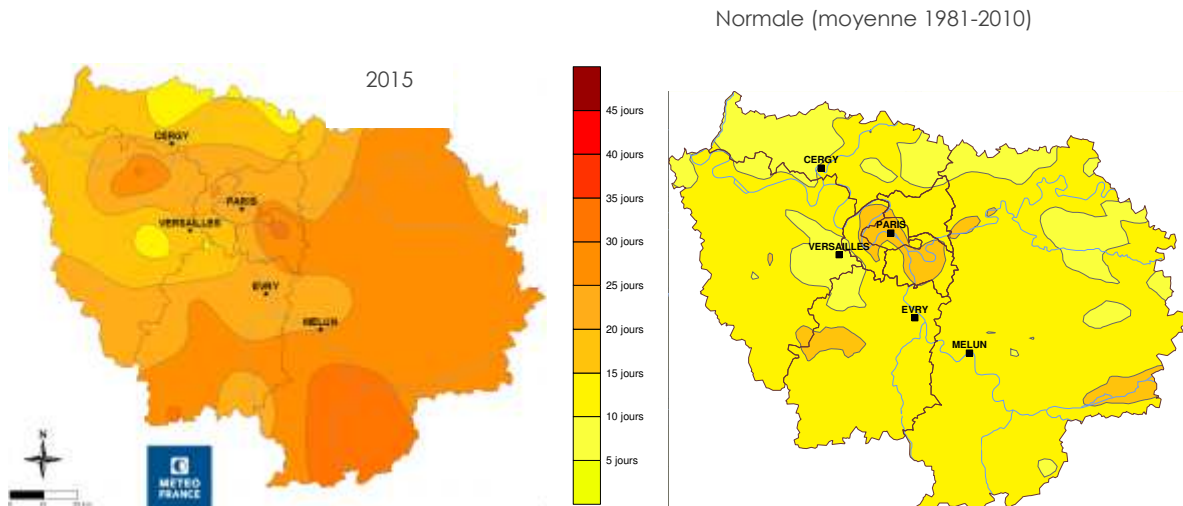 Normale (moyenne 1981-2010)
2015
CERGY
PARIS
VERSAILLES
EVRY
MELUN
N
METEO
FRANCE
45 jours
40 jours
35 jours
30 jours
25 jours
20 jours
15 jours
10 jours
5 jours
CERGY
PARIS
VERSAILLES
EVRY
MELUN